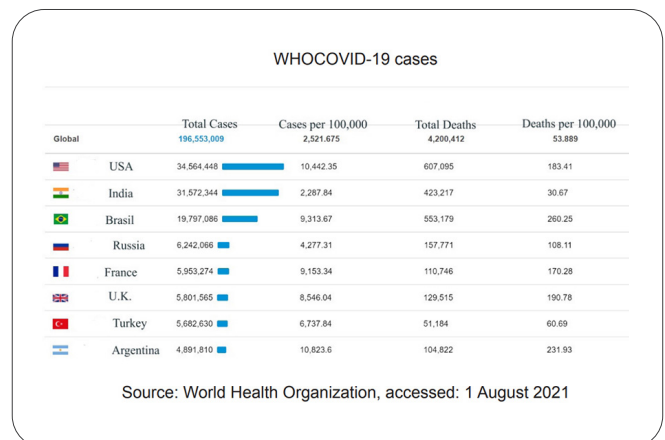 WHOCOVID-19 cases
Total Cases Cases per 100,000 Total Deaths Deaths per 100,000
Global 196,553,009 2,521.675 4,200,412 53.889
USA 34,564,448 10,442.35 607,095 183.41
India 31,572,344 2,287.84 423,217 30.67
Brasil 19,797,086 9,313.67 553,179 260.25
Russia 6,242,066 4,277.31 157,771 108.11
France 5,953,274 9,153.34 110,746 170.28
U.K. 5,801,565 8,546.04 129,515 190.78
Turkey 5,682,630 6,737.84 51,184 60.69
Argentina 4,891,810 10,823.6 104,822 231.93
Source: World Health Organization, accessed: 1 August 2021